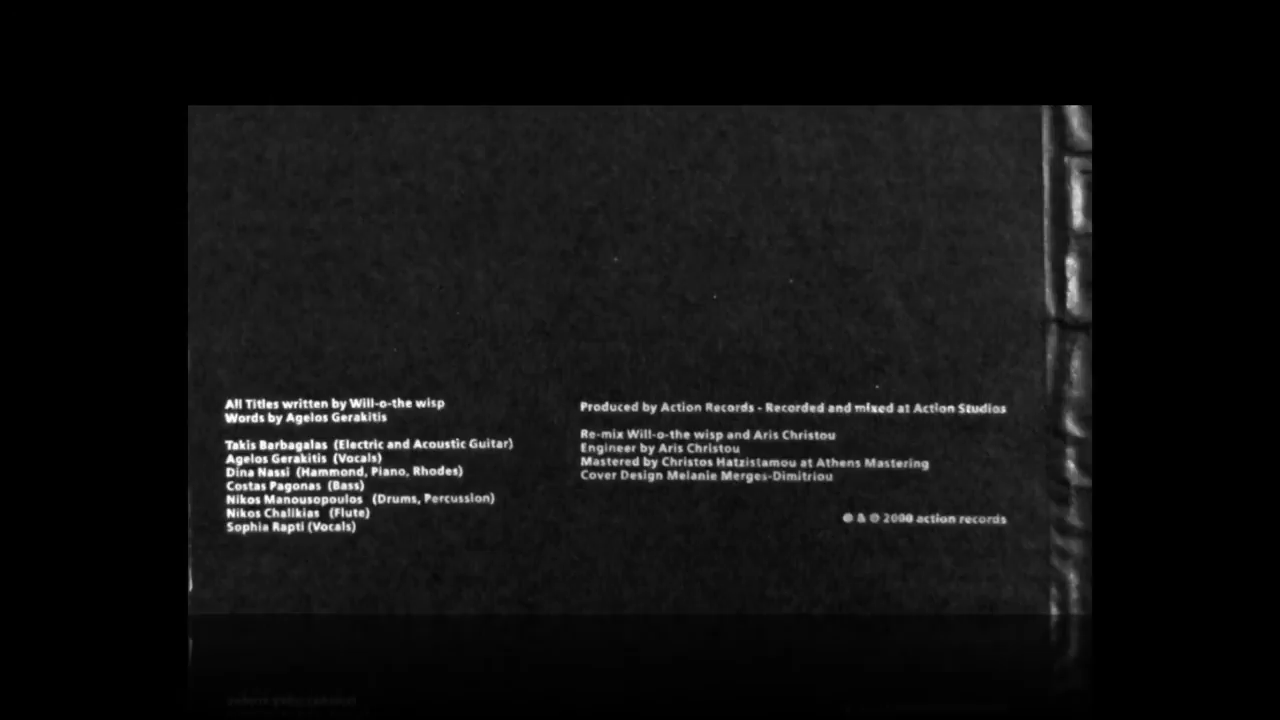 All Titles written by Will-o-the wisp
Words by Agelos Gerakitis
Takis Barbagalas (Electric and Acoustic Guitar)
Agelos Gerakitis (Vocals)
Dina Nassi (Hammond, Piano, Rhodes)
Costas Pagonas (Bass)
Nikos Manousopoulos (Drums, Percussion)
Nikos Chalikias (Flute)
Sophia Rapti (Vocals)
Produced by Action Records - Recorded and mixed at Action Studios
Re-mix Will-o-the wisp and Aris Christou
Engineer by Aris Christou
Mastered by Christos Hatzistamou at Athens Mastering
Cover Design Melanie Merges-Dimitriou
℗ & © 2000 action records